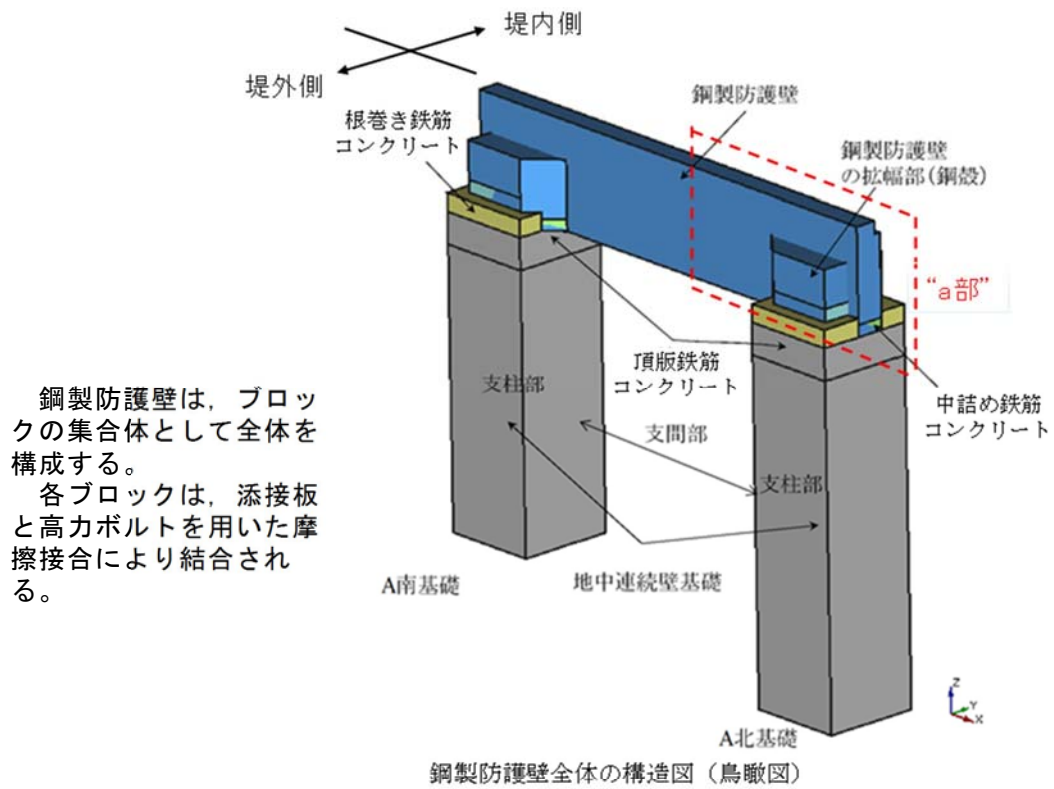 堤内側
堤外側
鋼製防護壁
根巻き鉄筋
コンクリート
鋼製防護壁
の拡幅部(鋼殻)
“a部”
頂版鉄筋
コンクリート
支柱部
中詰め鉄筋
コンクリート
支間部
支柱部
鋼製防護壁は，ブロッ
クの集合体として全体を
構成する。
各ブロックは，添接板
と高力ボルトを用いた摩
擦接合により結合され
る。
A南基礎
地中連続壁基礎
Z
Y
X
A北基礎
鋼製防護壁全体の構造図（鳥瞰図）